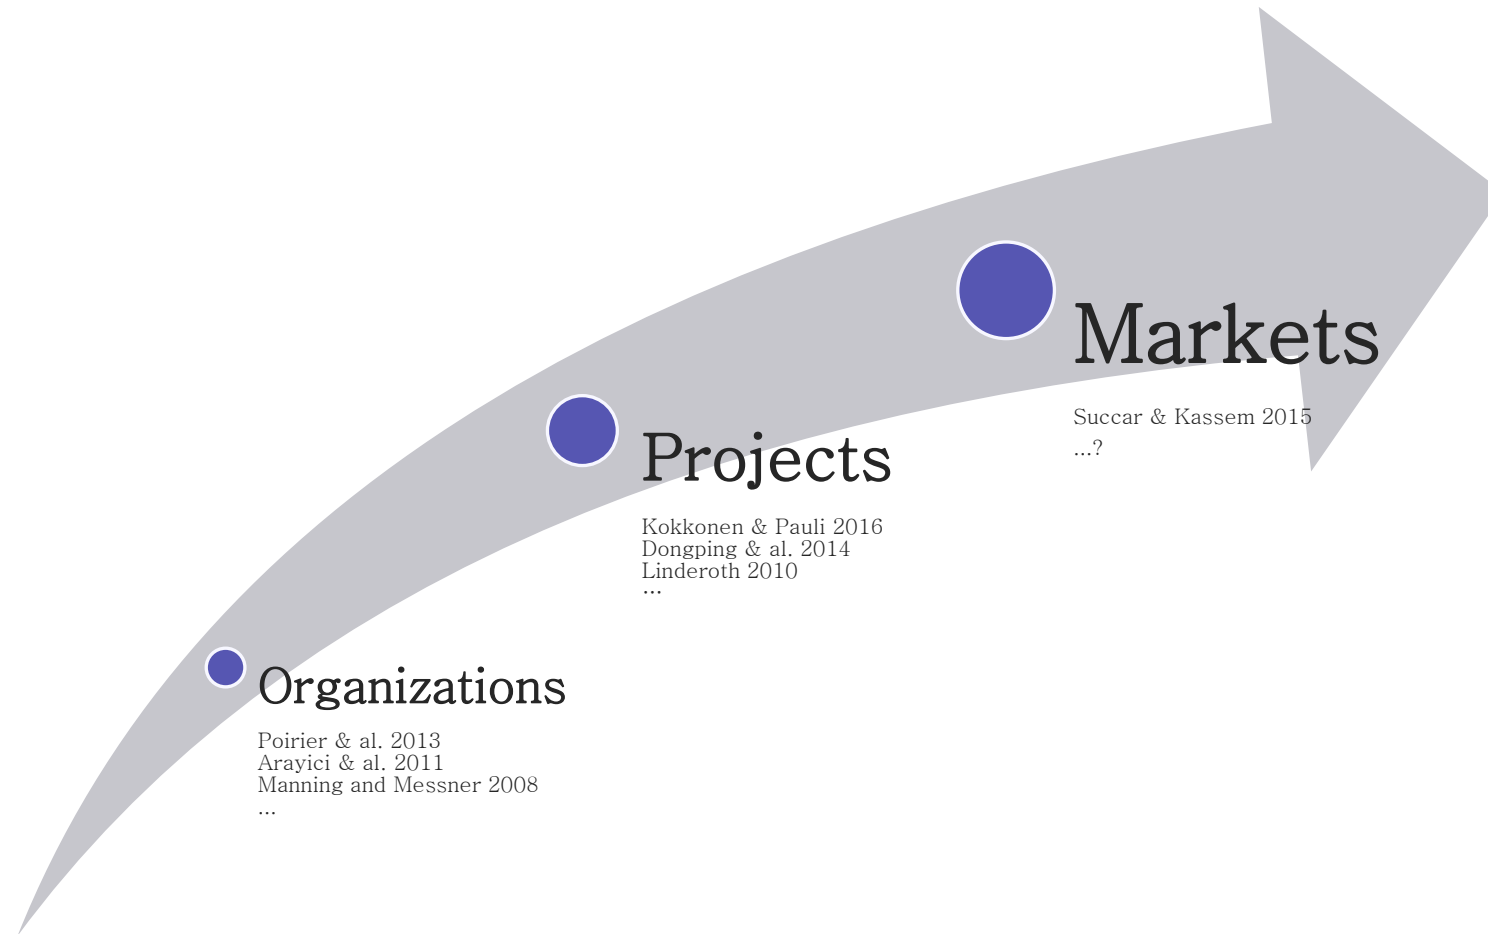 Markets
Succar & Kassem 2015
...?
Projects
Kokkonen & Pauli 2016
Dongping & al. 2014
Linderoth 2010
...
Organizations
Poirier & al. 2013
Arayici & al. 2011
Manning and Messner 2008
...